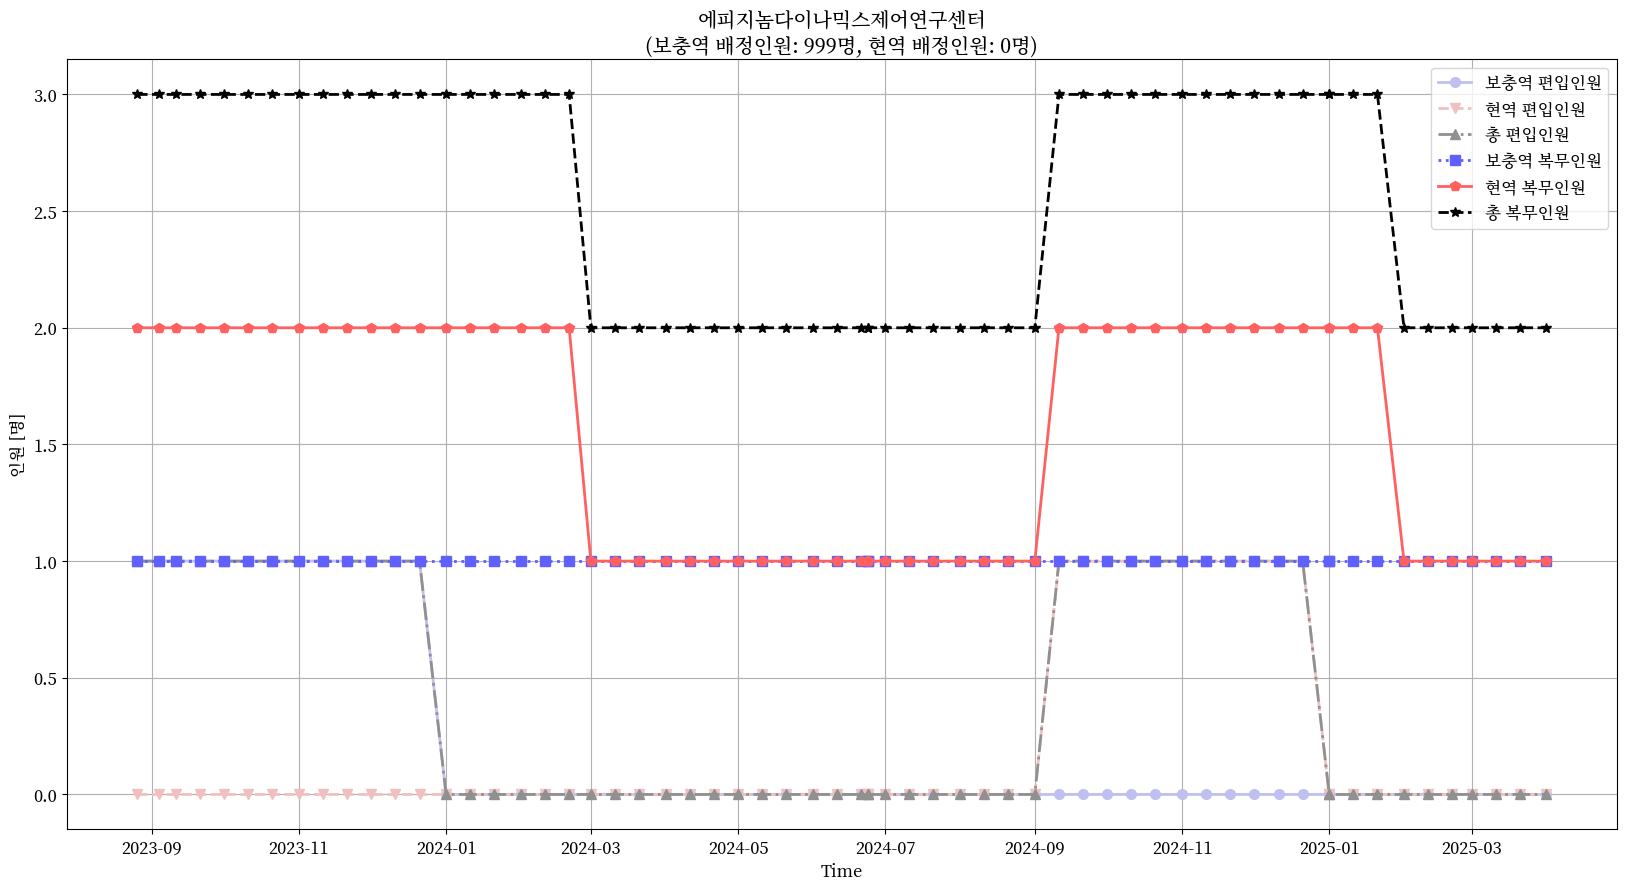 에피지놈다이나믹스제어연구센터
(보충역 배정인원: 999명, 현역 배정인원: 0명)
보충역 편입인원
현역 편입인원
총 편입인원
보충역 복무인원
현역 복무인원
총 복무인원
인원 [명]
3.0
2.5
2.0
1.5
1.0
0.5
0.0
2023-09 2023-11 2024-01 2024-03 2024-05 2024-07 2024-09 2024-11 2025-01 2025-03
Time